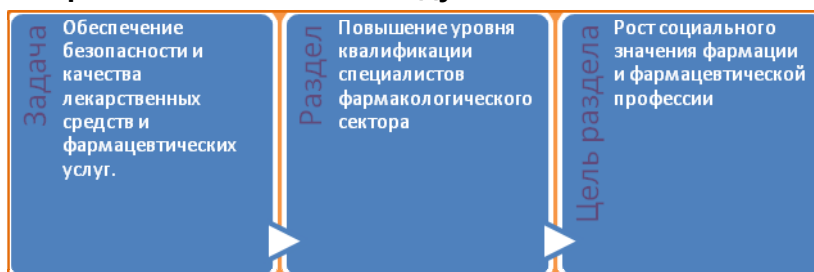 Задача
Обеспечение
безопасности и
качества
лекарственных
средств и
фармацевтических
услуг.
Раздел
Повышение уровня
квалификации
специалистов
фармакологического
сектора
Цель раздела
Рост социального
значения фармации
и фармацевтической
профессии